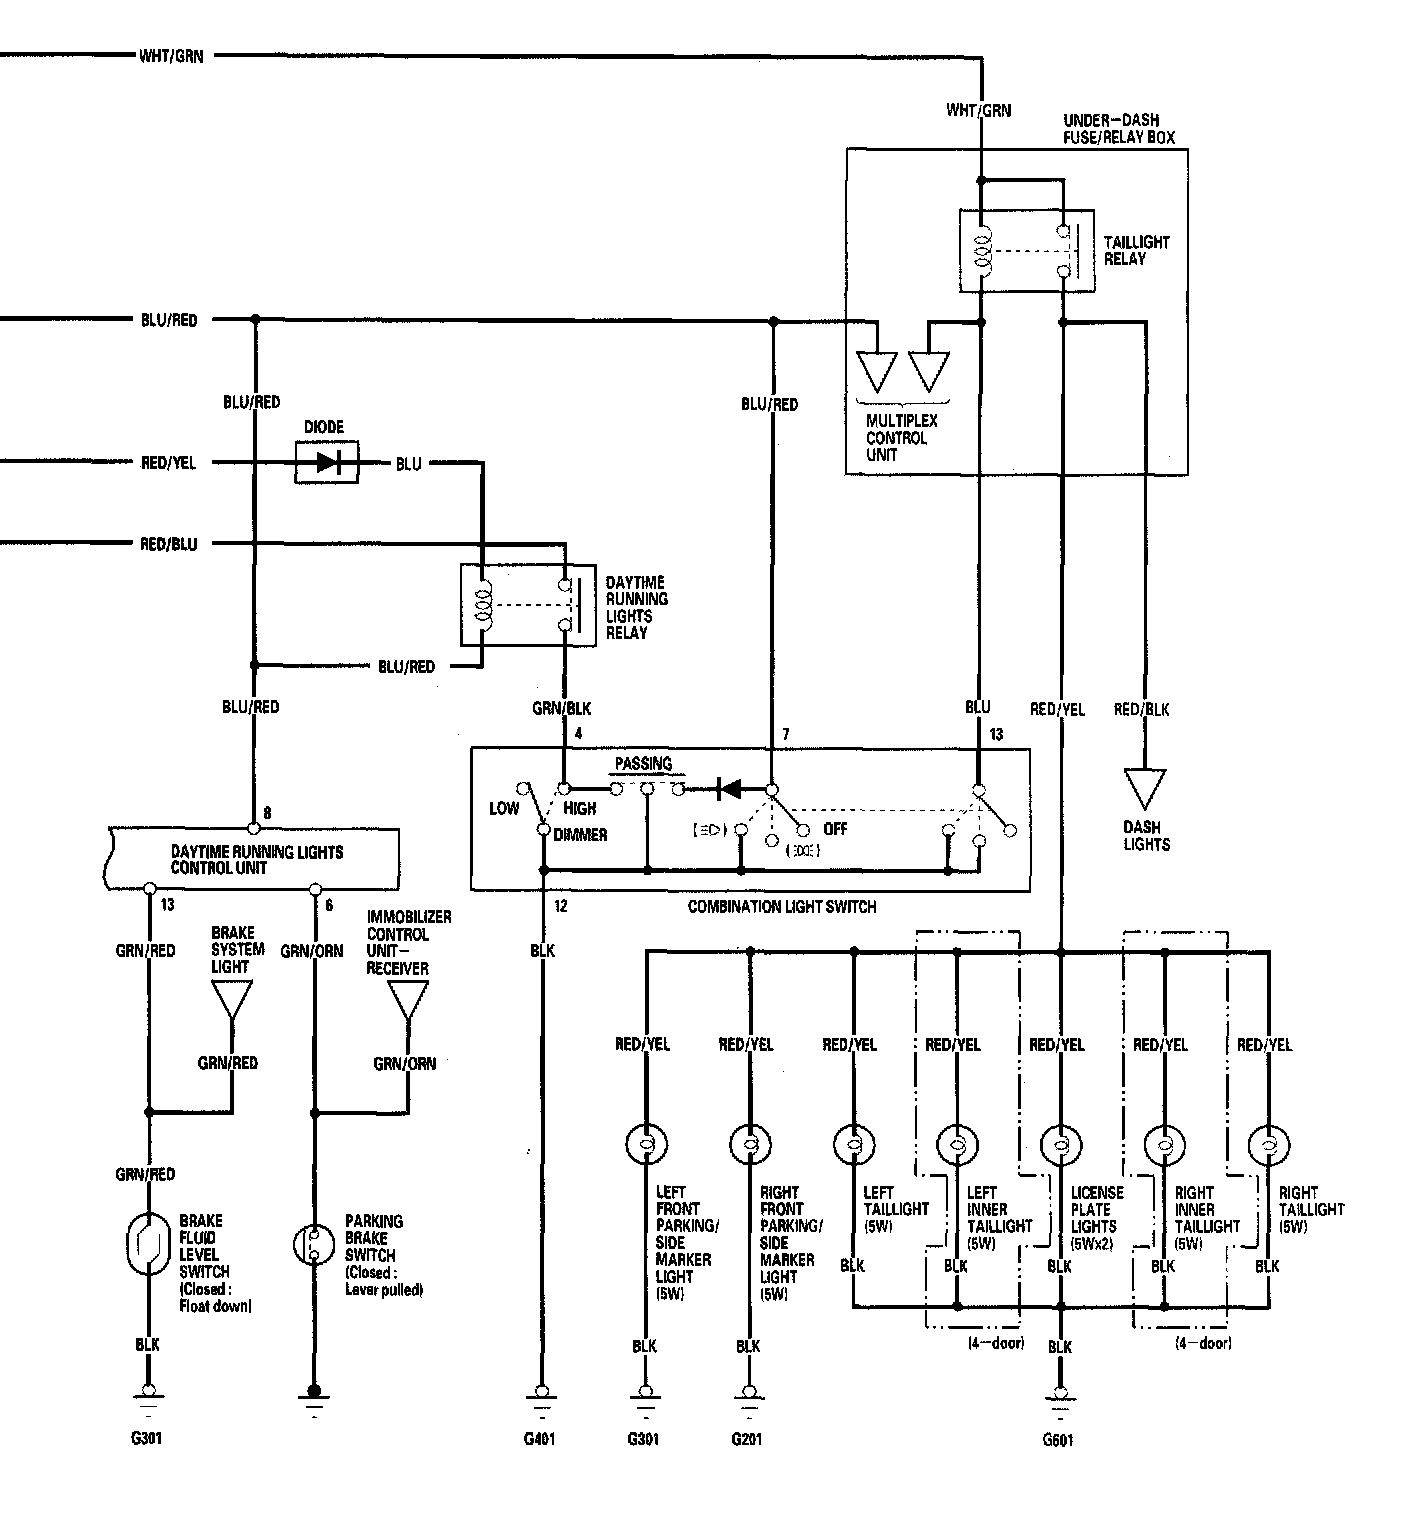 WHT/GRN
WHT/GRN
UNDER-DASH
FUSE/RELAY BOX
TAILLIGHT
RELAY
BLU/RED
BLU/RED
BLU/RED
MULTIPLEX
CONTROL
UNIT
DIODE
RED/YEL
BLU
RED/BLU
DAYTIME
RUNNING
LIGHTS
RELAY
BLU/RED
BLU/RED
GRN/BLK
BLU
RED/YEL
RED/BLK
4
7
13
PASSING
LOW
HIGH
DIMMER
OFF
DASH
LIGHTS
8
DAYTIME RUNNING LIGHTS
CONTROL UNIT
13
6
12
COMBINATION LIGHT SWITCH
GRN/RED
BRAKE
SYSTEM
LIGHT
GRN/ORN
IMMOBILIZER
CONTROL
UNIT-
RECEIVER
BLK
GRN/RED
GRN/ORN
RED/YEL
RED/YEL
RED/YEL
RED/YEL
RED/YEL
RED/YEL
RED/YEL
GRN/RED
BRAKE
FLUID
LEVEL
SWITCH
(Closed :
Float down)
PARKING
BRAKE
SWITCH
(Closed :
Lever pulled)
LEFT
FRONT
PARKING/
SIDE
MARKER
LIGHT
(5W)
RIGHT
FRONT
PARKING/
SIDE
MARKER
LIGHT
(5W)
LEFT
TAILLIGHT
(5W)
LEFT
INNER
TAILLIGHT
(5W)
LICENSE
PLATE
LIGHTS
(5Wx2)
RIGHT
INNER
TAILLIGHT
(5W)
RIGHT
TAILLIGHT
(5W)
BLK
BLK
BLK
BLK
BLK
BLK
BLK
BLK
(4-door)
BLK
(4-door)
G301
G401
G301
G201
G601